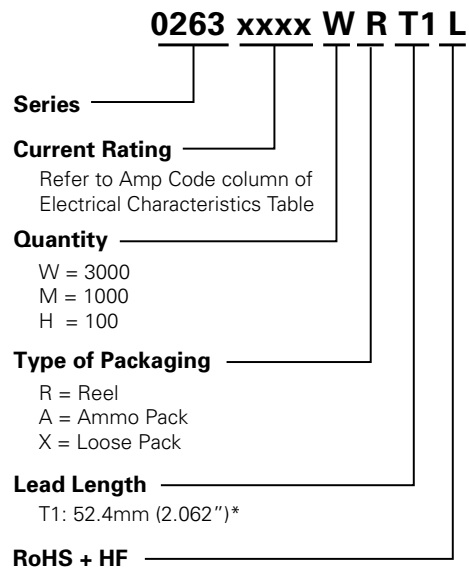 0263 xxxx W R T1 L
Series
Current Rating
Refer to Amp Code column of
Electrical Characteristics Table
Quantity
W = 3000
M = 1000
H = 100
Type of Packaging
R = Reel
A = Ammo Pack
X = Loose Pack
Lead Length
T1: 52.4mm (2.062”)*
RoHS + HF